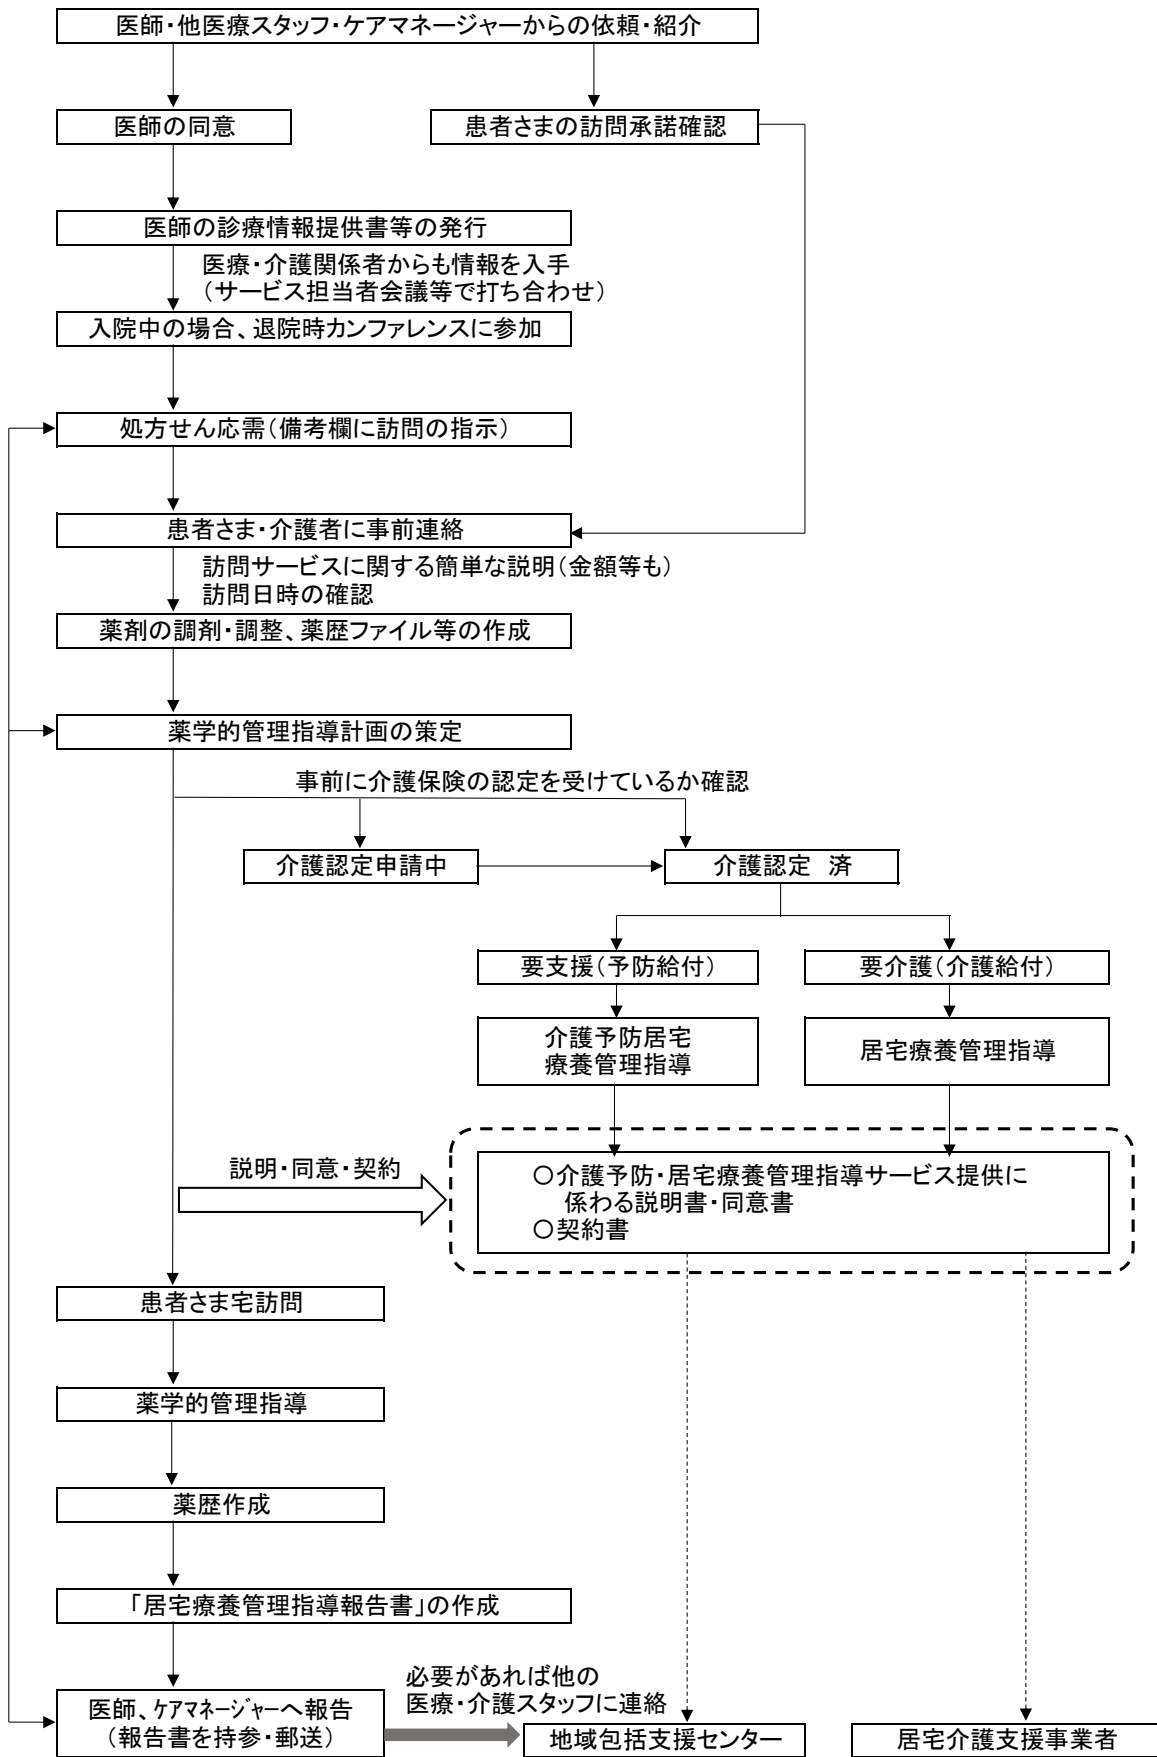 医師・他医療スタッフ・ケアマネージャーからの依頼・紹介
医師の同意
患者さまの訪問承諾確認
医師の診療情報提供書等の発行
医療・介護関係者からも情報を入手
（サービス担当者会議等で打ち合わせ）
入院中の場合、退院時カンファレンスに参加
処方せん応需（備考欄に訪問の指示）
患者さま・介護者に事前連絡
訪問サービスに関する簡単な説明（金額等も）
訪問日時の確認
薬剤の調剤・調整、薬歴ファイル等の作成
薬学的管理指導計画の策定
事前に介護保険の認定を受けているか確認
介護認定申請中
介護認定　済
要支援（予防給付）
要介護（介護給付）
介護予防居宅
療養管理指導
居宅療養管理指導
説明・同意・契約
○介護予防・居宅療養管理指導サービス提供に
係わる説明書・同意書
○契約書
患者さま宅訪問
薬学的管理指導
薬歴作成
「居宅療養管理指導報告書」の作成
必要があれば他の
医療・介護スタッフに連絡
医師、ｹｱﾏﾈｰｼﾞｬｰへ報告
（報告書を持参・郵送）
地域包括支援センター
居宅介護支援事業者